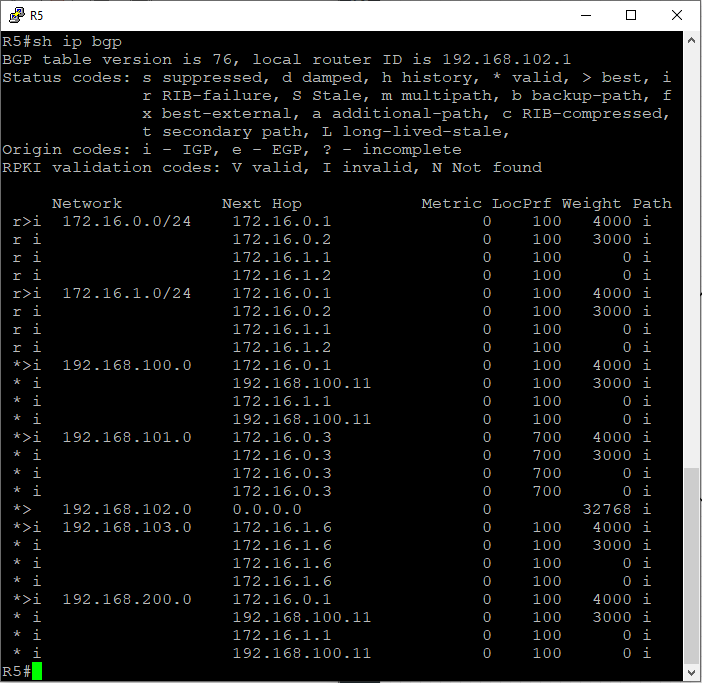 R5
R5#sh ip bgp
BGP table version is 76, local router ID is 192.168.102.1
Status codes: s suppressed, d damped, h history, * valid, > best, i
              r RIB-failure, S Stale, m multipath, b backup-path, f
              x best-external, a additional-path, c RIB-compressed,
              t secondary path, L long-lived-stale,
Origin codes: i - IGP, e - EGP, ? - incomplete
RPKI validation codes: V valid, I invalid, N Not found
     Network          Next Hop            Metric LocPrf Weight Path
 r>i  172.16.0.0/24    172.16.0.1               0    100   4000 i
 r i                   172.16.0.2               0    100   3000 i
 r i                   172.16.1.1               0    100      0 i
 r i                   172.16.1.2               0    100      0 i
 r>i  172.16.1.0/24    172.16.0.1               0    100   4000 i
 r i                   172.16.0.2               0    100   3000 i
 r i                   172.16.1.1               0    100      0 i
 r i                   172.16.1.2               0    100      0 i
 *>i  192.168.100.0    172.16.0.1               0    100   4000 i
 * i                   192.168.100.11           0    100   3000 i
 * i                   172.16.1.1               0    100      0 i
 * i                   192.168.100.11           0    100      0 i
 *>i  192.168.101.0    172.16.0.3               0    700   4000 i
 * i                   172.16.0.3               0    700   3000 i
 * i                   172.16.0.3               0    700      0 i
 * i                   172.16.0.3               0    700      0 i
 *>   192.168.102.0    0.0.0.0                  0         32768 i
 *>i  192.168.103.0    172.16.1.6               0    100   4000 i
 * i                   172.16.1.6               0    100   3000 i
 * i                   172.16.1.6               0    100      0 i
 * i                   172.16.1.6               0    100      0 i
 *>i  192.168.200.0    172.16.0.1               0    100   4000 i
 * i                   192.168.100.11           0    100   3000 i
 * i                   172.16.1.1               0    100      0 i
 * i                   192.168.100.11           0    100      0 i
R5#